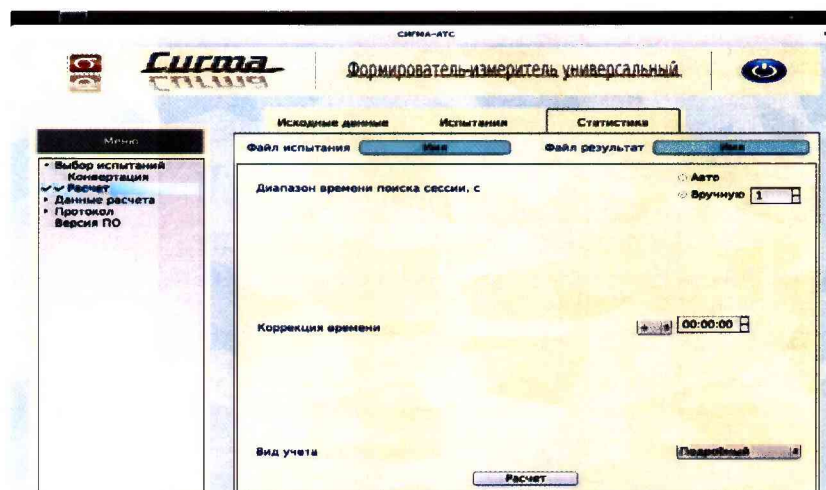 СИГМА-АТС
Сигма
Формирователь-измеритель универсальный
Исходные данные Испытания Статистика
Меню
Файл испытания Имя Файл результат Имя
Выбор испытаний
Конвертация
Расчет
Данные расчета
Протокол
Версия ПО
Диапазон времени поиска сессии, с
Авто
Вручную 1
Коррекция времени
+ 00:00:00
Вид учета
Подробный
Расчет